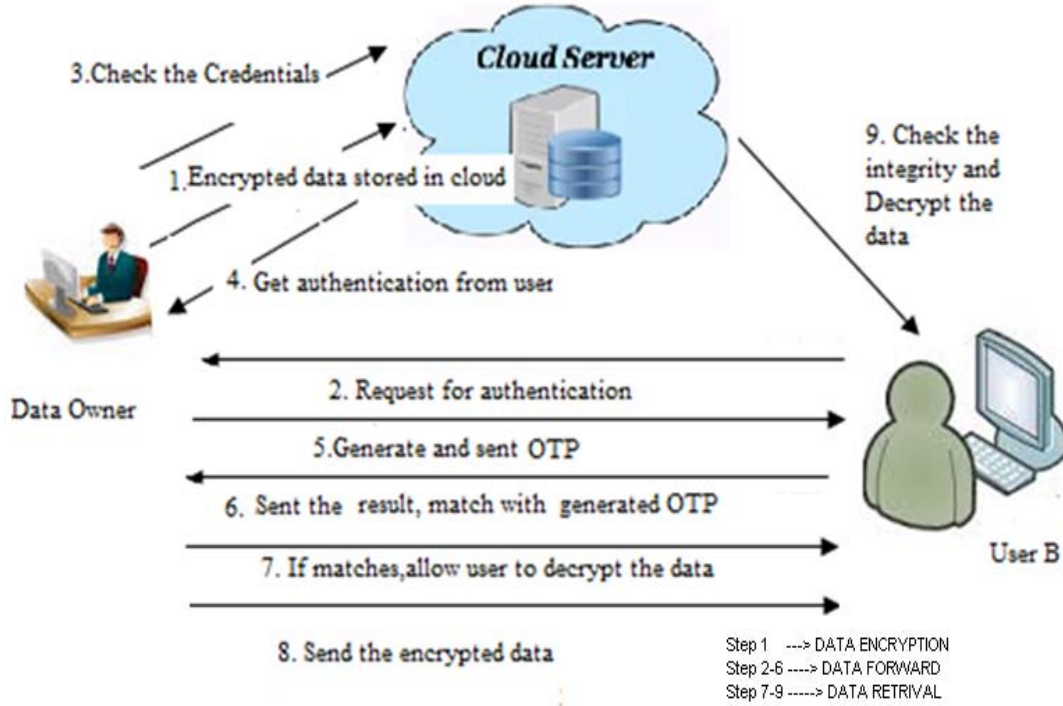 Cloud Server
3.Check the Credentials
1.Encrypted data stored in cloud
9. Check the
integrity and
Decrypt the
data
4. Get authentication from user
Data Owner
2. Request for authentication
5.Generate and sent OTP
6. Sent the result, match with generated OTP
7. If matches,allow user to decrypt the data
User B
8. Send the encrypted data
Step 1 ---> DATA ENCRYPTION
Step 2-6 ----> DATA FORWARD
Step 7-9 -----> DATA RETRIVAL